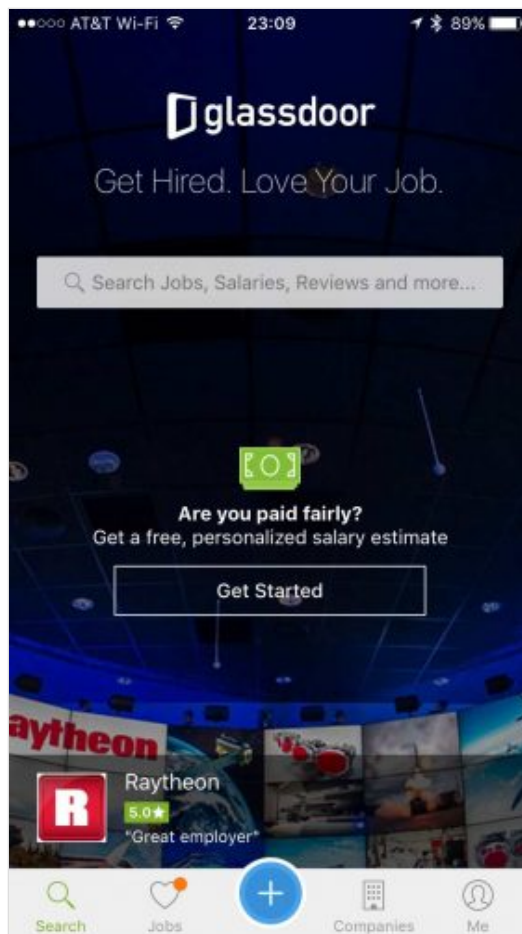 AT&T Wi-Fi 23:09 89%
glassdoor
Get Hired. Love Your Job.
Search Jobs, Salaries, Reviews and more...
Are you paid fairly?
Get a free, personalized salary estimate
Get Started
aytheon
R
Raytheon
5.0★
"Great employer"
+
Search Jobs Companies Me